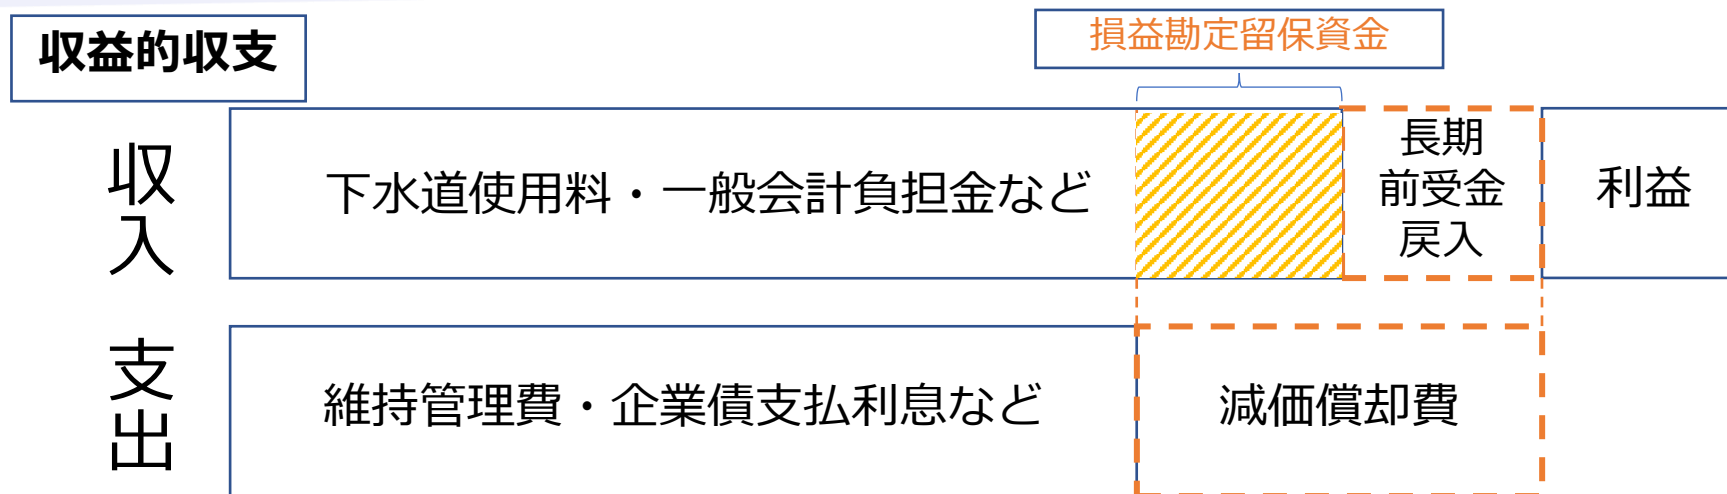 収益的収支
損益勘定留保資金
収入
下水道使用料・一般会計負担金など
長期
前受金
戻入
利益
支出
維持管理費・企業債支払利息など
減価償却費